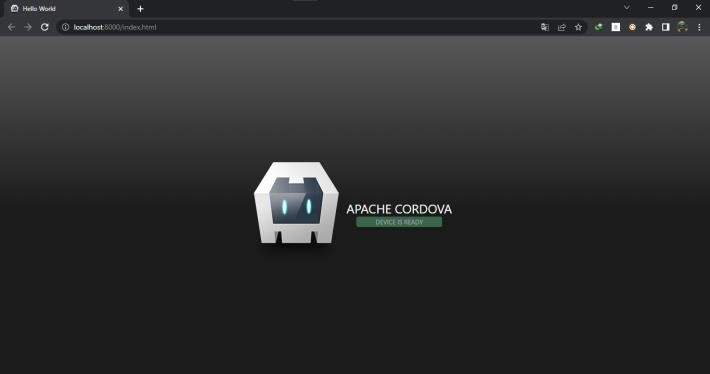 Hello World
localhost:8000/index.html
APACHE CORDOVA
DEVICE IS READY